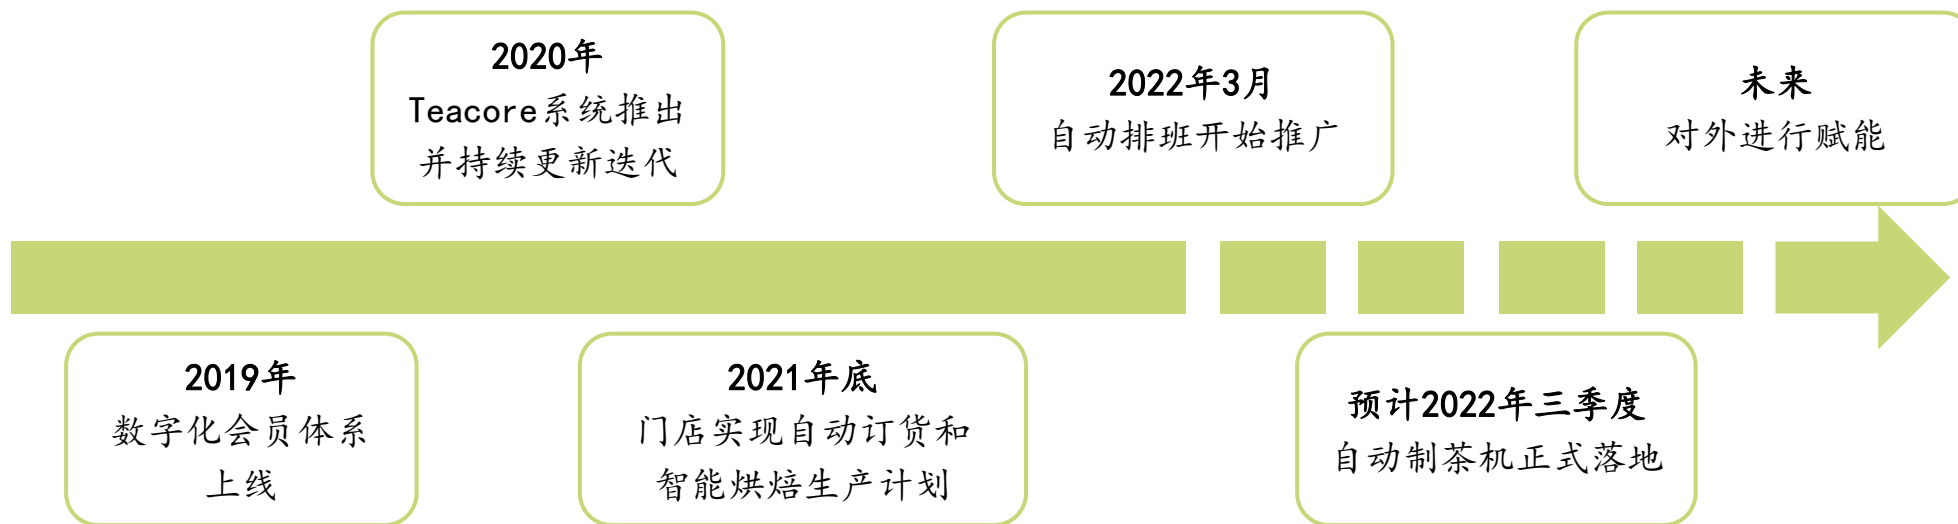 2020年
Teacore系统推出
并持续更新迭代
2022年3月
自动排班开始推广
未来
对外进行赋能
2019年
数字化会员体系
上线
2021年底
门店实现自动订货和
智能烘焙生产计划
预计2022年三季度
自动制茶机正式落地